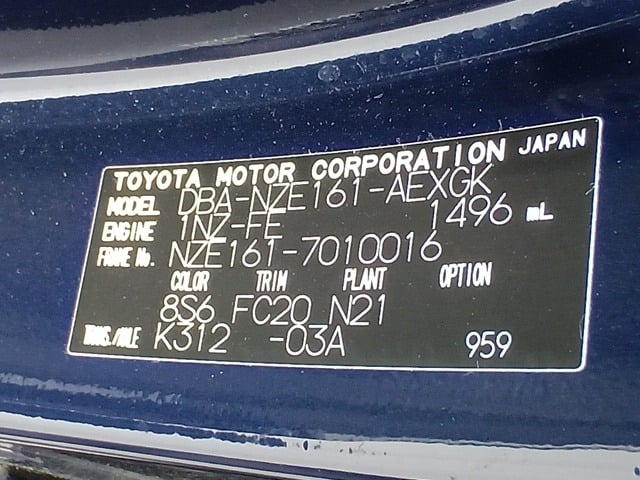 TOYOTA MOTOR CORPORATION JAPAN
MODEL DBA-NZE161-AEXGK
ENGINE 1NZ-FE 1496 mL
FRAME No. NZE161-7010016
COLOR TRIM PLANT OPTION
8S6 FC20 N21
TRANS./AXLE K312 -03A 959